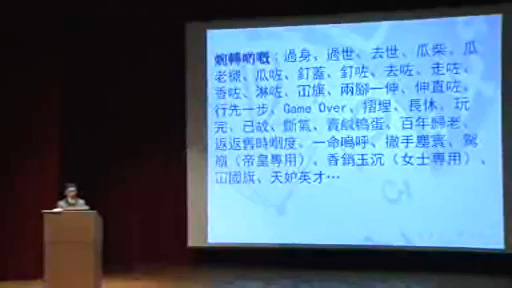 婉轉啲嘅：過身、過世、去世、瓜柴、瓜
老襯、瓜咗、釘蓋、釘咗、去咗、走咗、
香咗、淋咗、冚旗、兩腳一伸、伸直咗、
行先一步、Game Over、摺埋、長休、玩
完、已故、斷氣、賣鹹鴨蛋、百年歸老、
返返舊時嗰度、一命嗚呼、撒手塵寰、駕
崩（帝皇專用）、香銷玉沉（女士專用）、
冚國旗、天妒英才…